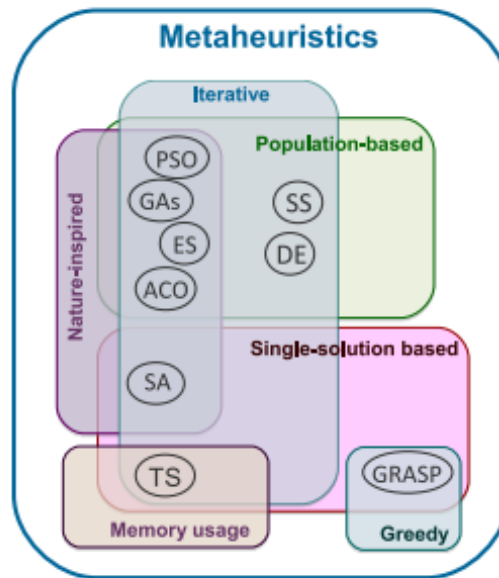 Metaheuristics
Iterative
Population-based
Nature-inspired
PSO
GAs
SS
ES
DE
ACO
Single-solution based
SA
TS
GRASP
Memory usage
Greedy